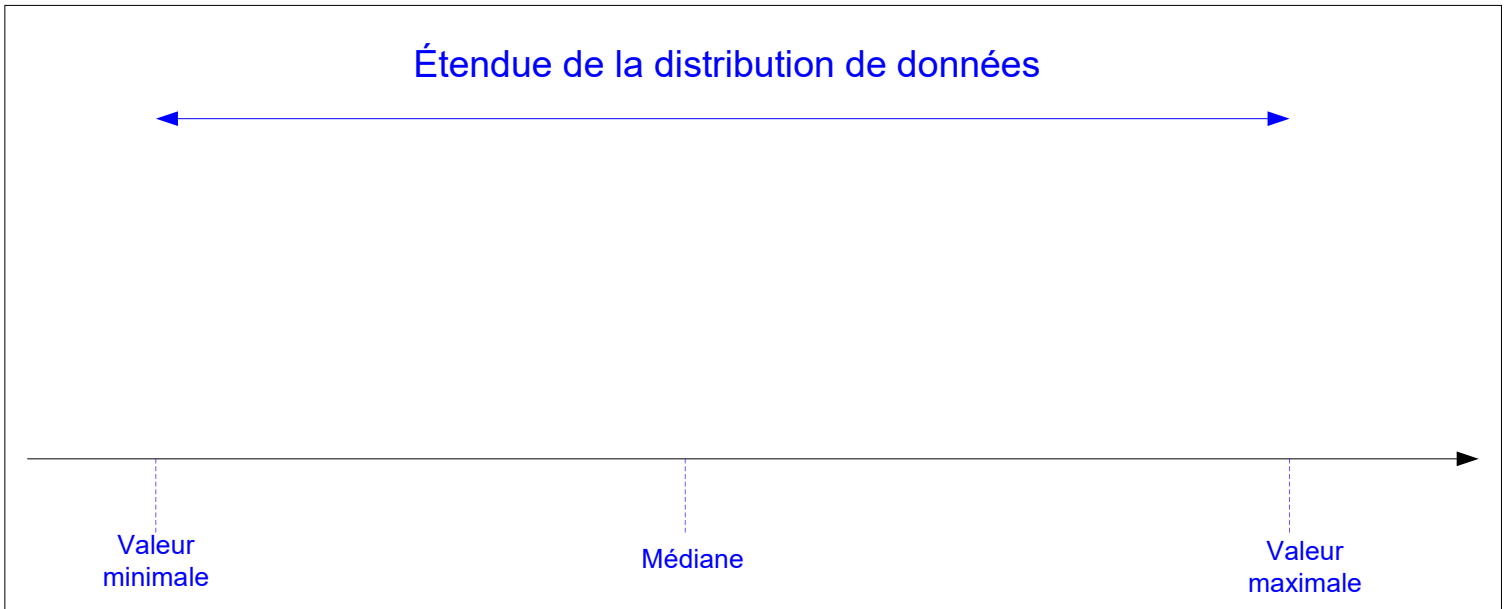 Étendue de la distribution de données
Valeur
minimale
Médiane
Valeur
maximale